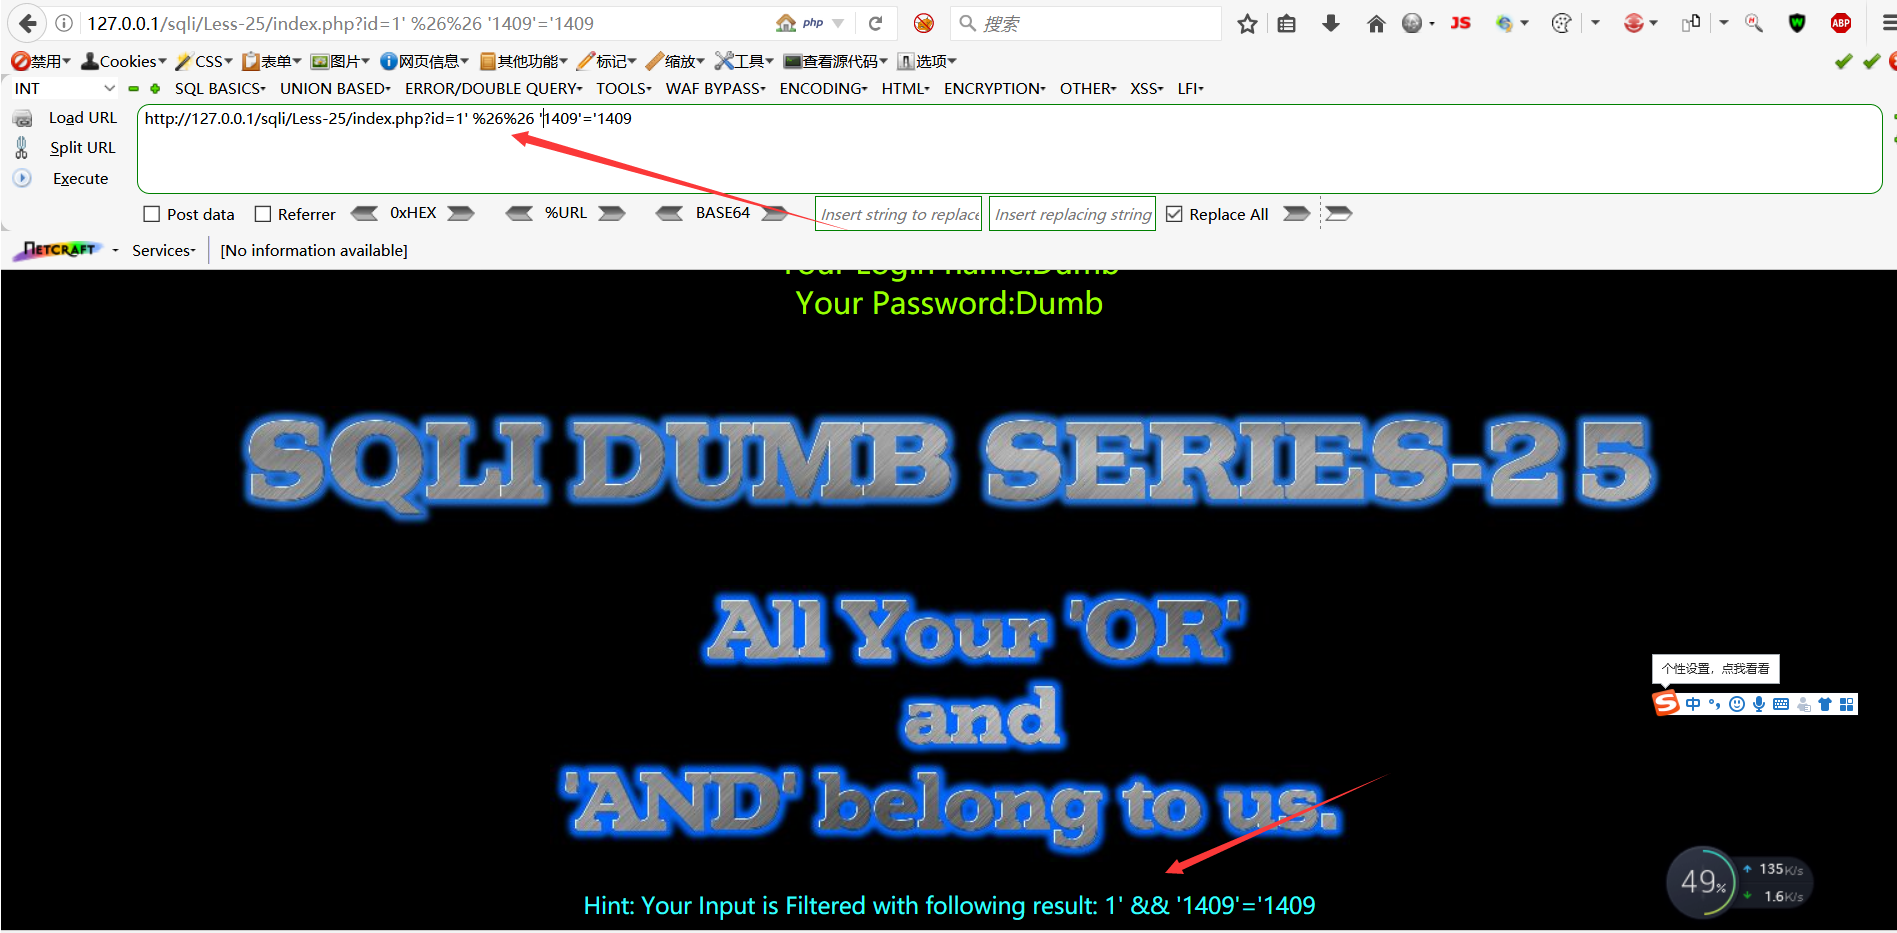 127.0.0.1/sqli/Less-25/index.php?id=1' %26%26 '1409'='1409
php
搜索
JS
ABP
禁用 Cookies CSS 表单 图片 网页信息 其他功能 标记 缩放 工具 查看源代码 选项
INT
SQL BASICS UNION BASED ERROR/DOUBLE QUERY TOOLS WAF BYPASS ENCODING HTML ENCRYPTION OTHER XSS LFI
Load URL
http://127.0.0.1/sqli/Less-25/index.php?id=1' %26%26 '1409'='1409
Split URL
Execute
Post data Referrer 0xHEX %URL BASE64 Insert string to replace Insert replacing string Replace All
NETCRAFT Services [No information available]
Your Login name:Dumb
Your Password:Dumb
SQLI DUMB SERIES-25
All Your 'OR'
and
'AND' belong to us.
个性设置，点我看看
S 中
Hint: Your Input is Filtered with following result: 1' && '1409'='1409
49%
135K/s
1.6K/s